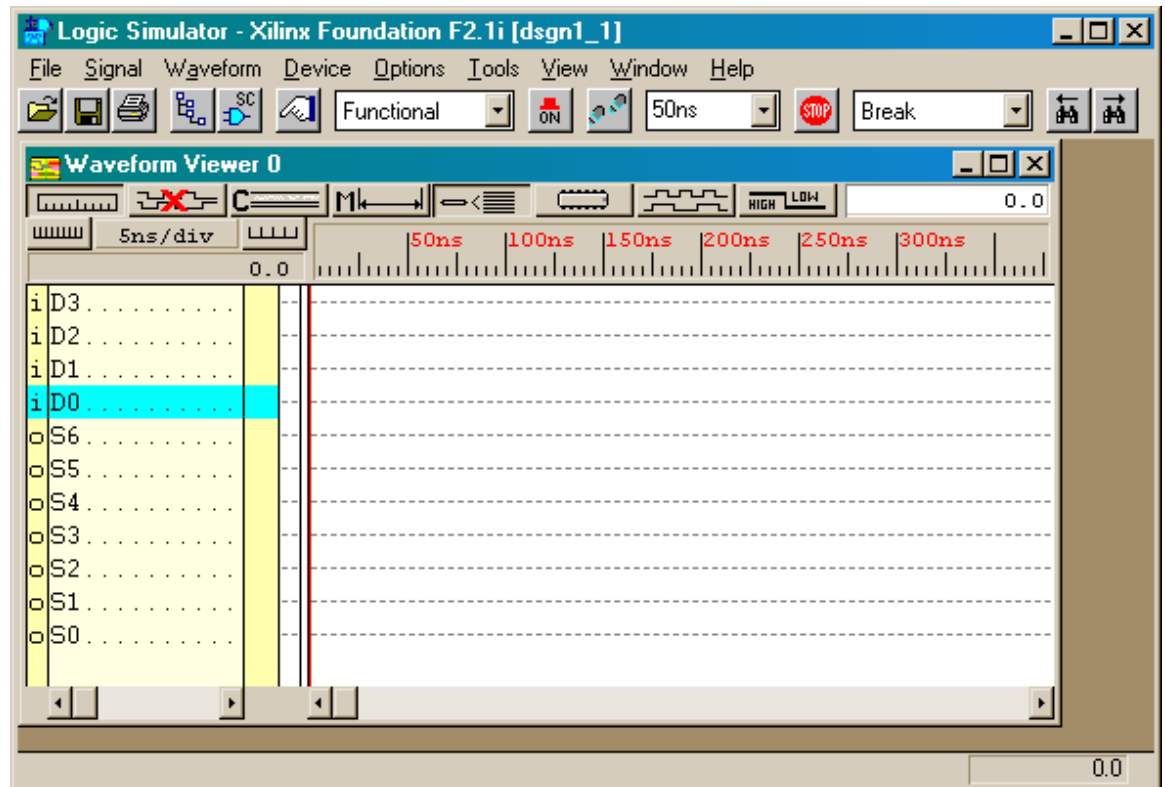 Logic Simulator - Xilinx Foundation F2.1i [dsgn1_1]
File Signal Waveform Device Options Tools View Window Help
SC Functional ON 50ns STOP Break
Waveform Viewer 0
C M HIGH LOW 0.0
5ns/div 50ns 100ns 150ns 200ns 250ns 300ns
0.0
i D3..........
i D2..........
i D1..........
i D0..........
o S6..........
o S5..........
o S4..........
o S3..........
o S2..........
o S1..........
o S0..........
0.0